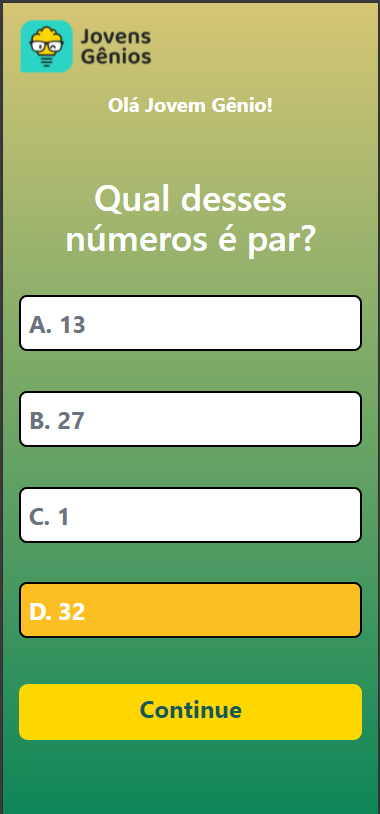 Jovens
Gênios
Olá Jovem Gênio!
Qual desses
números é par?
A. 13
B. 27
C. 1
D. 32
Continue